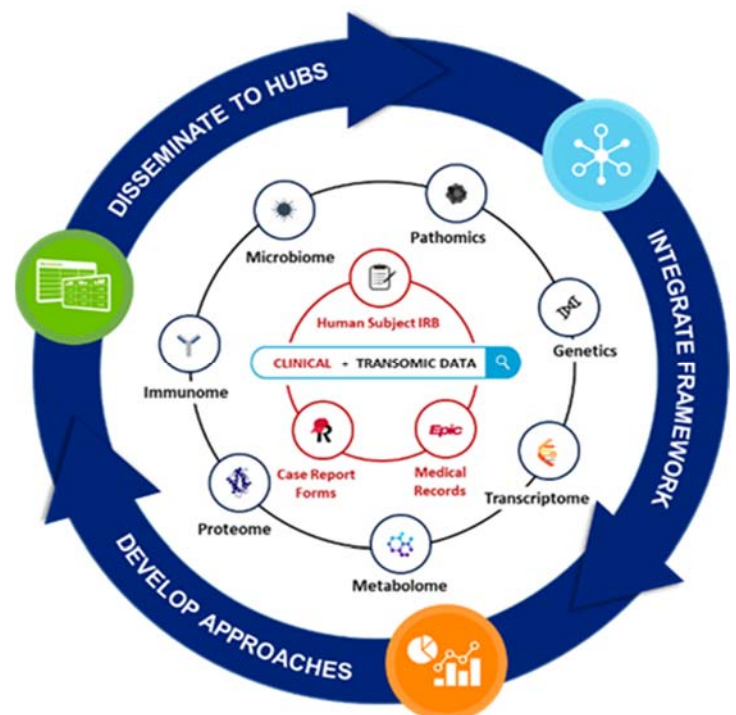 DISSEMINATE TO HUBS
INTEGRATE FRAMEWORK
DEVELOP APPROACHES
Microbiome
Pathomics
Immunome
Genetics
Proteome
Transcriptome
Metabolome
Human Subject IRB
CLINICAL + TRANSOMIC DATA
R
Epic
Case Report
Forms
Medical
Records